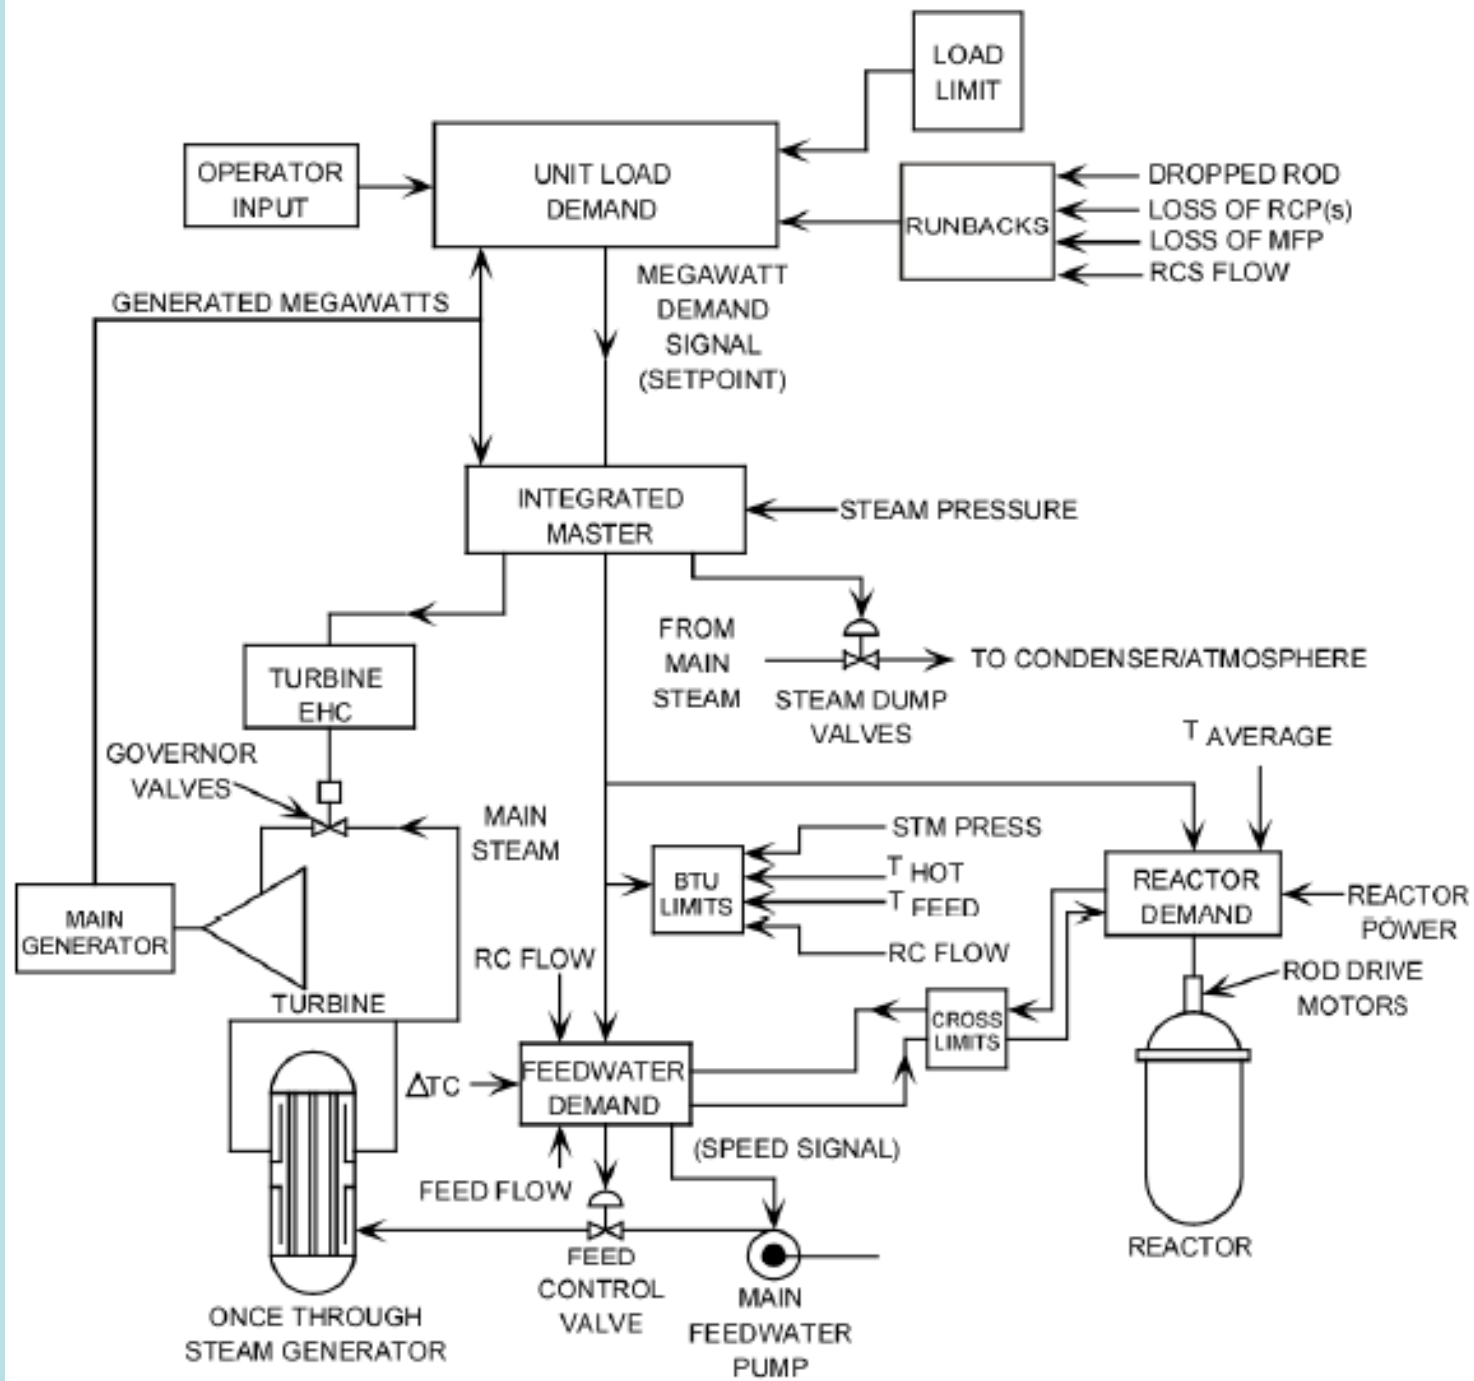 LOAD
LIMIT
OPERATOR
INPUT
UNIT LOAD
DEMAND
RUNBACKS
DROPPED ROD
LOSS OF RCP(s)
LOSS OF MFP
RCS FLOW
GENERATED MEGAWATTS
MEGAWATT
DEMAND
SIGNAL
(SETPOINT)
INTEGRATED
MASTER
STEAM PRESSURE
TURBINE
EHC
FROM
MAIN
STEAM
TO CONDENSER/ATMOSPHERE
STEAM DUMP
VALVES
GOVERNOR
VALVES
MAIN
STEAM
T AVERAGE
STM PRESS
T HOT
T FEED
RC FLOW
BTU
LIMITS
REACTOR
DEMAND
REACTOR
POWER
MAIN
GENERATOR
TURBINE
RC FLOW
ROD DRIVE
MOTORS
CROSS
LIMITS
ΔTC
FEEDWATER
DEMAND
(SPEED SIGNAL)
FEED FLOW
REACTOR
FEED
CONTROL
VALVE
MAIN
FEEDWATER
PUMP
ONCE THROUGH
STEAM GENERATOR